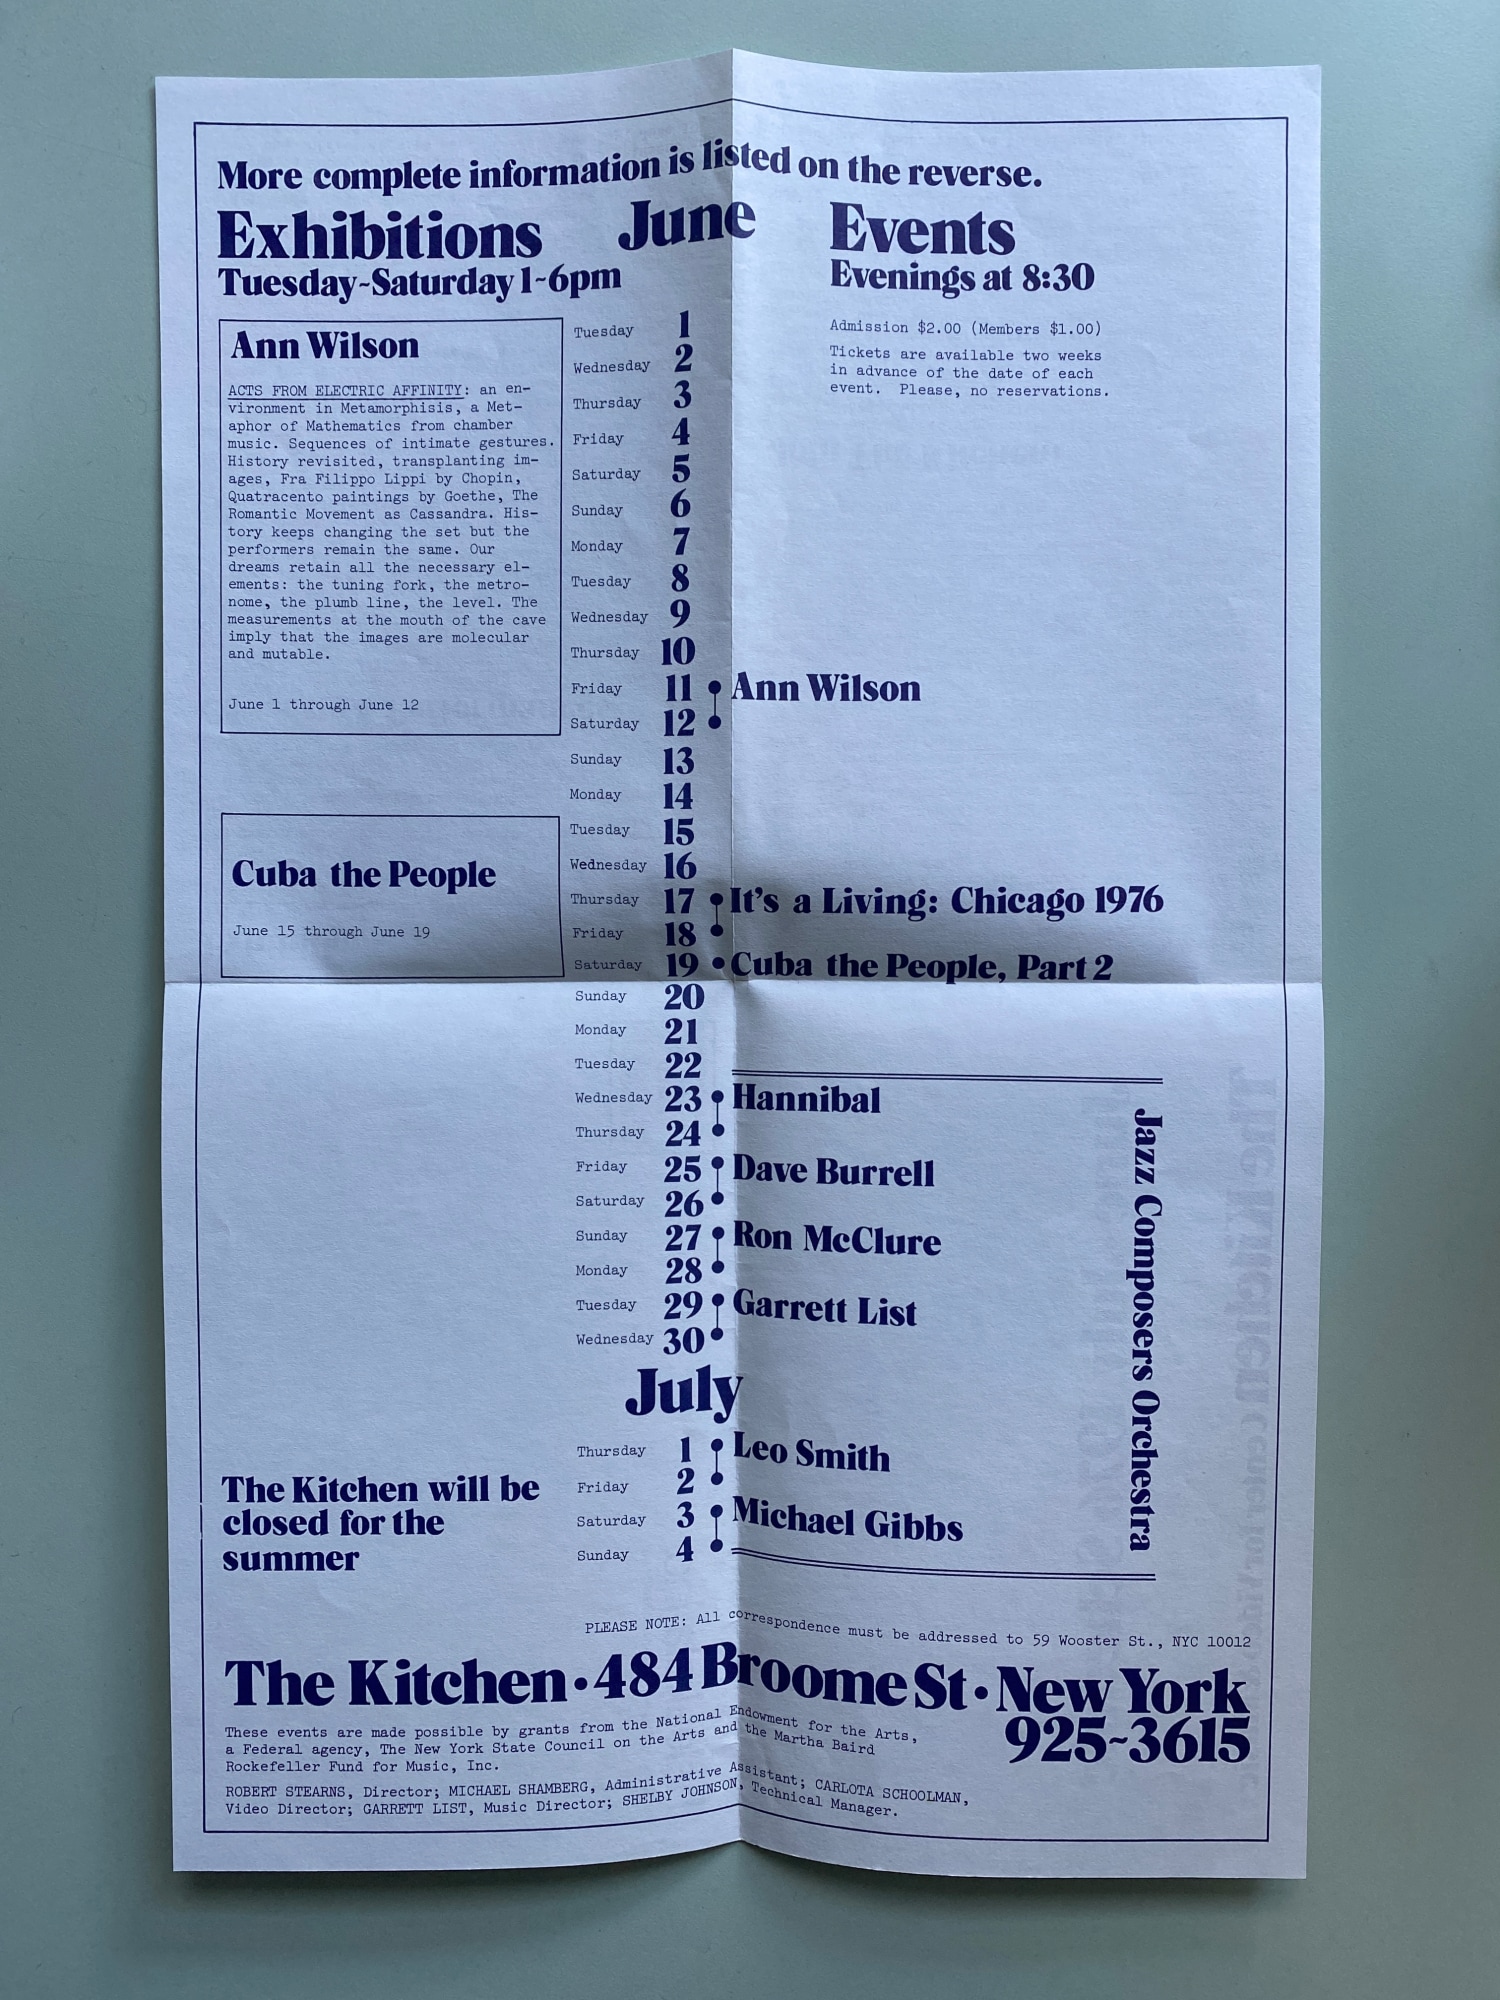 More complete information is listed on the reverse.
Exhibitions
Tuesday~Saturday 1~6pm
June
Events
Evenings at 8:30
Admission $2.00 (Members $1.00)
Tickets are available two weeks
in advance of the date of each
event.  Please, no reservations.
Ann Wilson
ACTS FROM ELECTRIC AFFINITY: an en-
vironment in Metamorphisis, a Met-
aphor of Mathematics from chamber
music. Sequences of intimate gestures.
History revisited, transplanting im-
ages, Fra Filippo Lippi by Chopin,
Quatracento paintings by Goethe, The
Romantic Movement as Cassandra. His-
tory keeps changing the set but the
performers remain the same. Our
dreams retain all the necessary el-
ements: the tuning fork, the metro-
nome, the plumb line, the level. The
measurements at the mouth of the cave
imply that the images are molecular
and mutable.
June 1 through June 12
Cuba the People
June 15 through June 19
Tuesday 1
Wednesday 2
Thursday 3
Friday 4
Saturday 5
Sunday 6
Monday 7
Tuesday 8
Wednesday 9
Thursday 10
Friday 11 Ann Wilson
Saturday 12
Sunday 13
Monday 14
Tuesday 15
Wednesday 16
Thursday 17 It's a Living: Chicago 1976
Friday 18
Saturday 19 Cuba the People, Part 2
Sunday 20
Monday 21
Tuesday 22
Wednesday 23 Hannibal
Thursday 24
Friday 25 Dave Burrell
Saturday 26
Sunday 27 Ron McClure
Monday 28
Tuesday 29 Garrett List
Wednesday 30
July
Thursday 1 Leo Smith
Friday 2
Saturday 3 Michael Gibbs
Sunday 4
Jazz Composers Orchestra
The Kitchen will be
closed for the
summer
PLEASE NOTE: All correspondence must be addressed to 59 Wooster St., NYC 10012
The Kitchen • 484 Broome St • New York
925~3615
These events are made possible by grants from the National Endowment for the Arts,
a Federal agency, The New York State Council on the Arts and the Martha Baird
Rockefeller Fund for Music, Inc.
ROBERT STEARNS, Director; MICHAEL SHAMBERG, Administrative Assistant; CARLOTA SCHOOLMAN,
Video Director; GARRETT LIST, Music Director; SHELBY JOHNSON, Technical Manager.